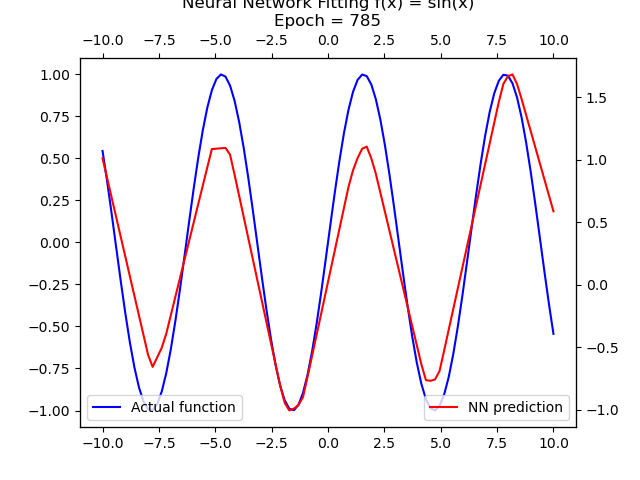 Neural Network Fitting f(x) = sin(x)
Epoch = 785
−10.0 −7.5 −5.0 −2.5 0.0 2.5 5.0 7.5 10.0
1.00
0.75
0.50
0.25
0.00
−0.25
−0.50
−0.75
−1.00
1.5
1.0
0.5
0.0
−0.5
−1.0
Actual function
NN prediction
−10.0 −7.5 −5.0 −2.5 0.0 2.5 5.0 7.5 10.0